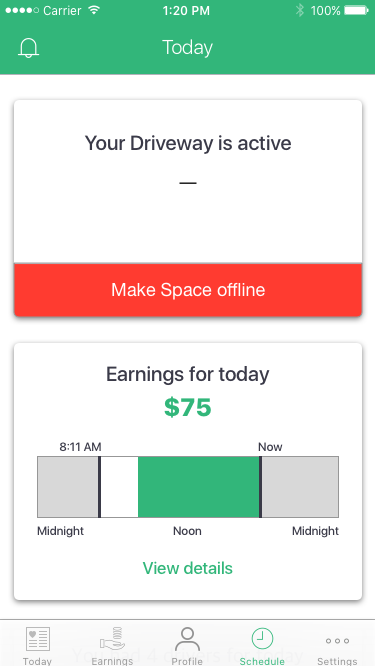 Carrier 1:20 PM 100%
Today
Your Driveway is active
—
Make Space offline
Earnings for today
$75
8:11 AM Now
Midnight Noon Midnight
View details
Today Earnings Profile Schedule Settings